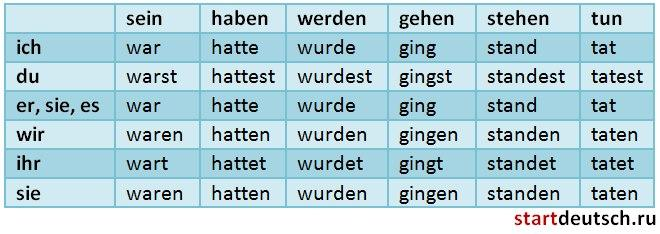 sein haben werden gehen stehen tun
ich war hatte wurde ging stand tat
du warst hattest wurdest gingst standest tatest
er, sie, es war hatte wurde ging stand tat
wir waren hatten wurden gingen standen taten
ihr wart hattet wurdet gingt standet tatet
sie waren hatten wurden gingen standen taten
startdeutsch.ru